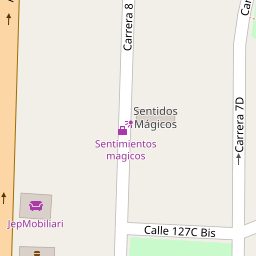 Carrera 8
Sentidos
Mágicos
Sentimientos
magicos
Carrera 7D
JepMobiliari
Calle 127C Bis